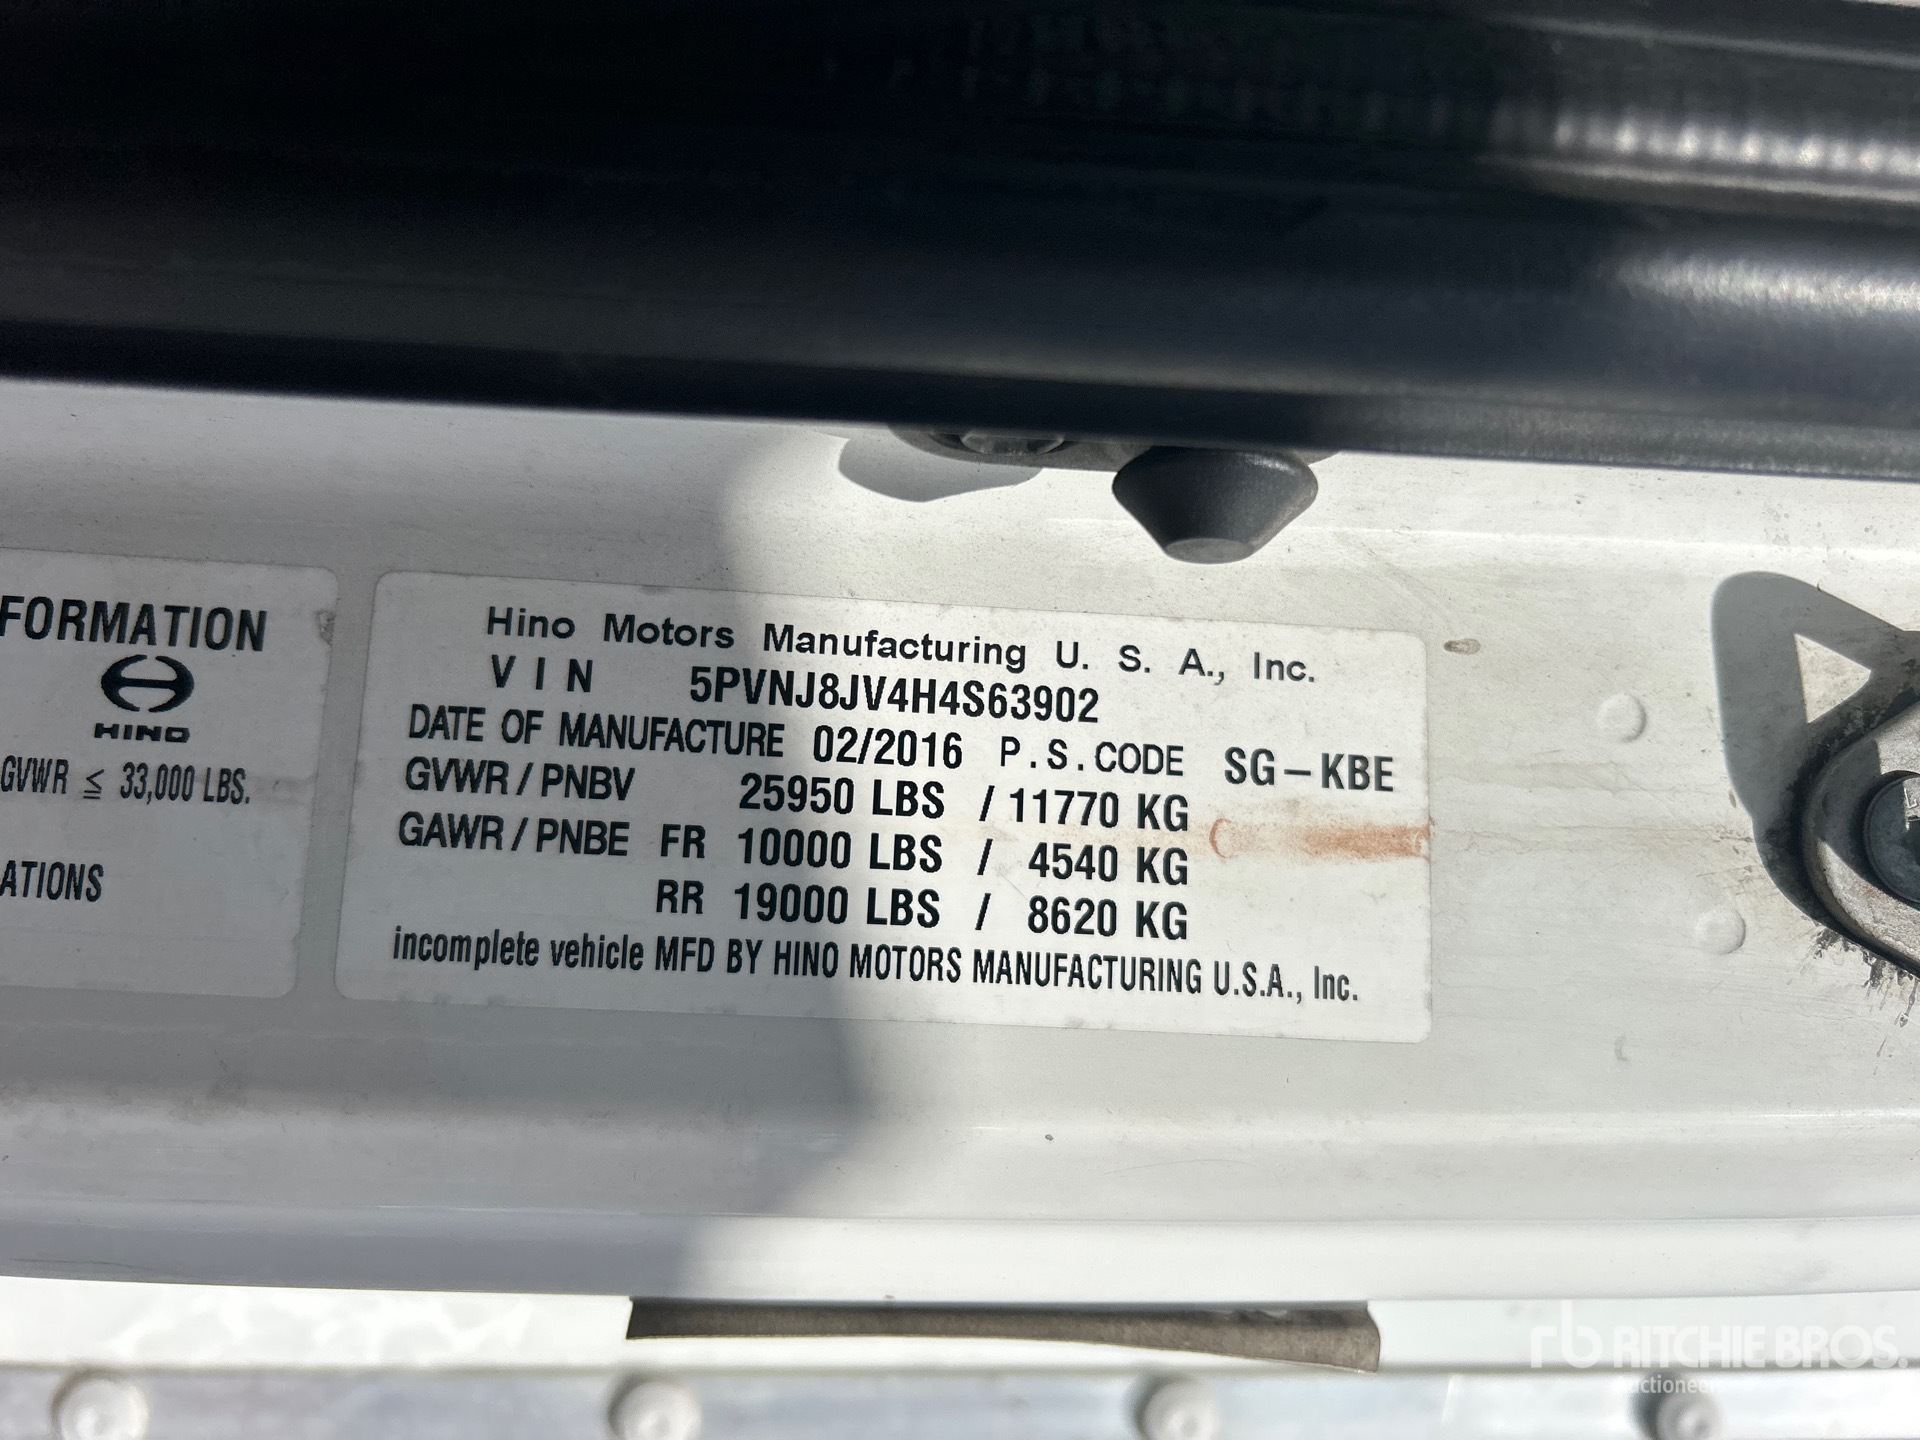 FORMATION
HINO
GVWR ≦ 33,000 LBS.
ATIONS
Hino Motors Manufacturing U. S. A., Inc.
VIN 5PVNJ8JV4H4S63902
DATE OF MANUFACTURE 02/2016 P.S.CODE SG-KBE
GVWR / PNBV 25950 LBS / 11770 KG
GAWR / PNBE FR 10000 LBS / 4540 KG
RR 19000 LBS / 8620 KG
incomplete vehicle MFD BY HINO MOTORS MANUFACTURING U.S.A., Inc.
rb RITCHIE BROS.
Auctioneers